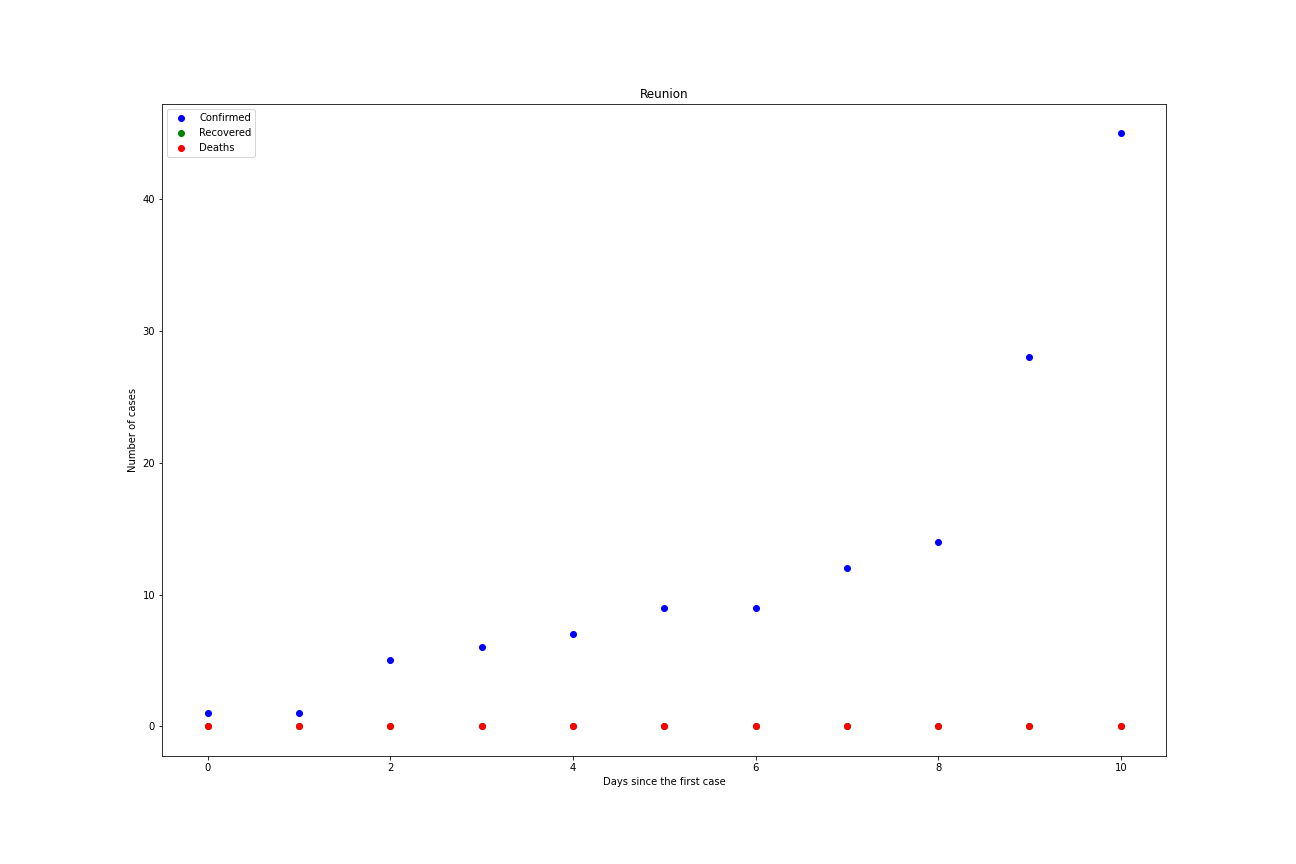 Reunion
Confirmed
Recovered
Deaths
40
30
20
10
0
Number of cases
0 2 4 6 8 10
Days since the first case